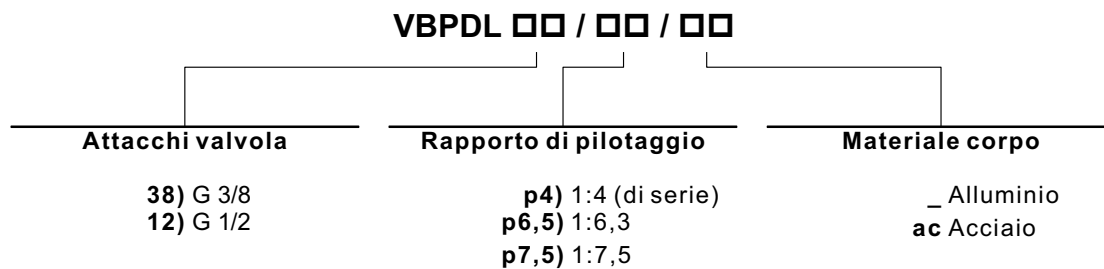 VBPDL □□ / □□ / □□
Attacchi valvola
38) G 3/8
12) G 1/2
Rapporto di pilotaggio
p4) 1:4 (di serie)
p6,5) 1:6,3
p7,5) 1:7,5
Materiale corpo
_ Alluminio
ac Acciaio